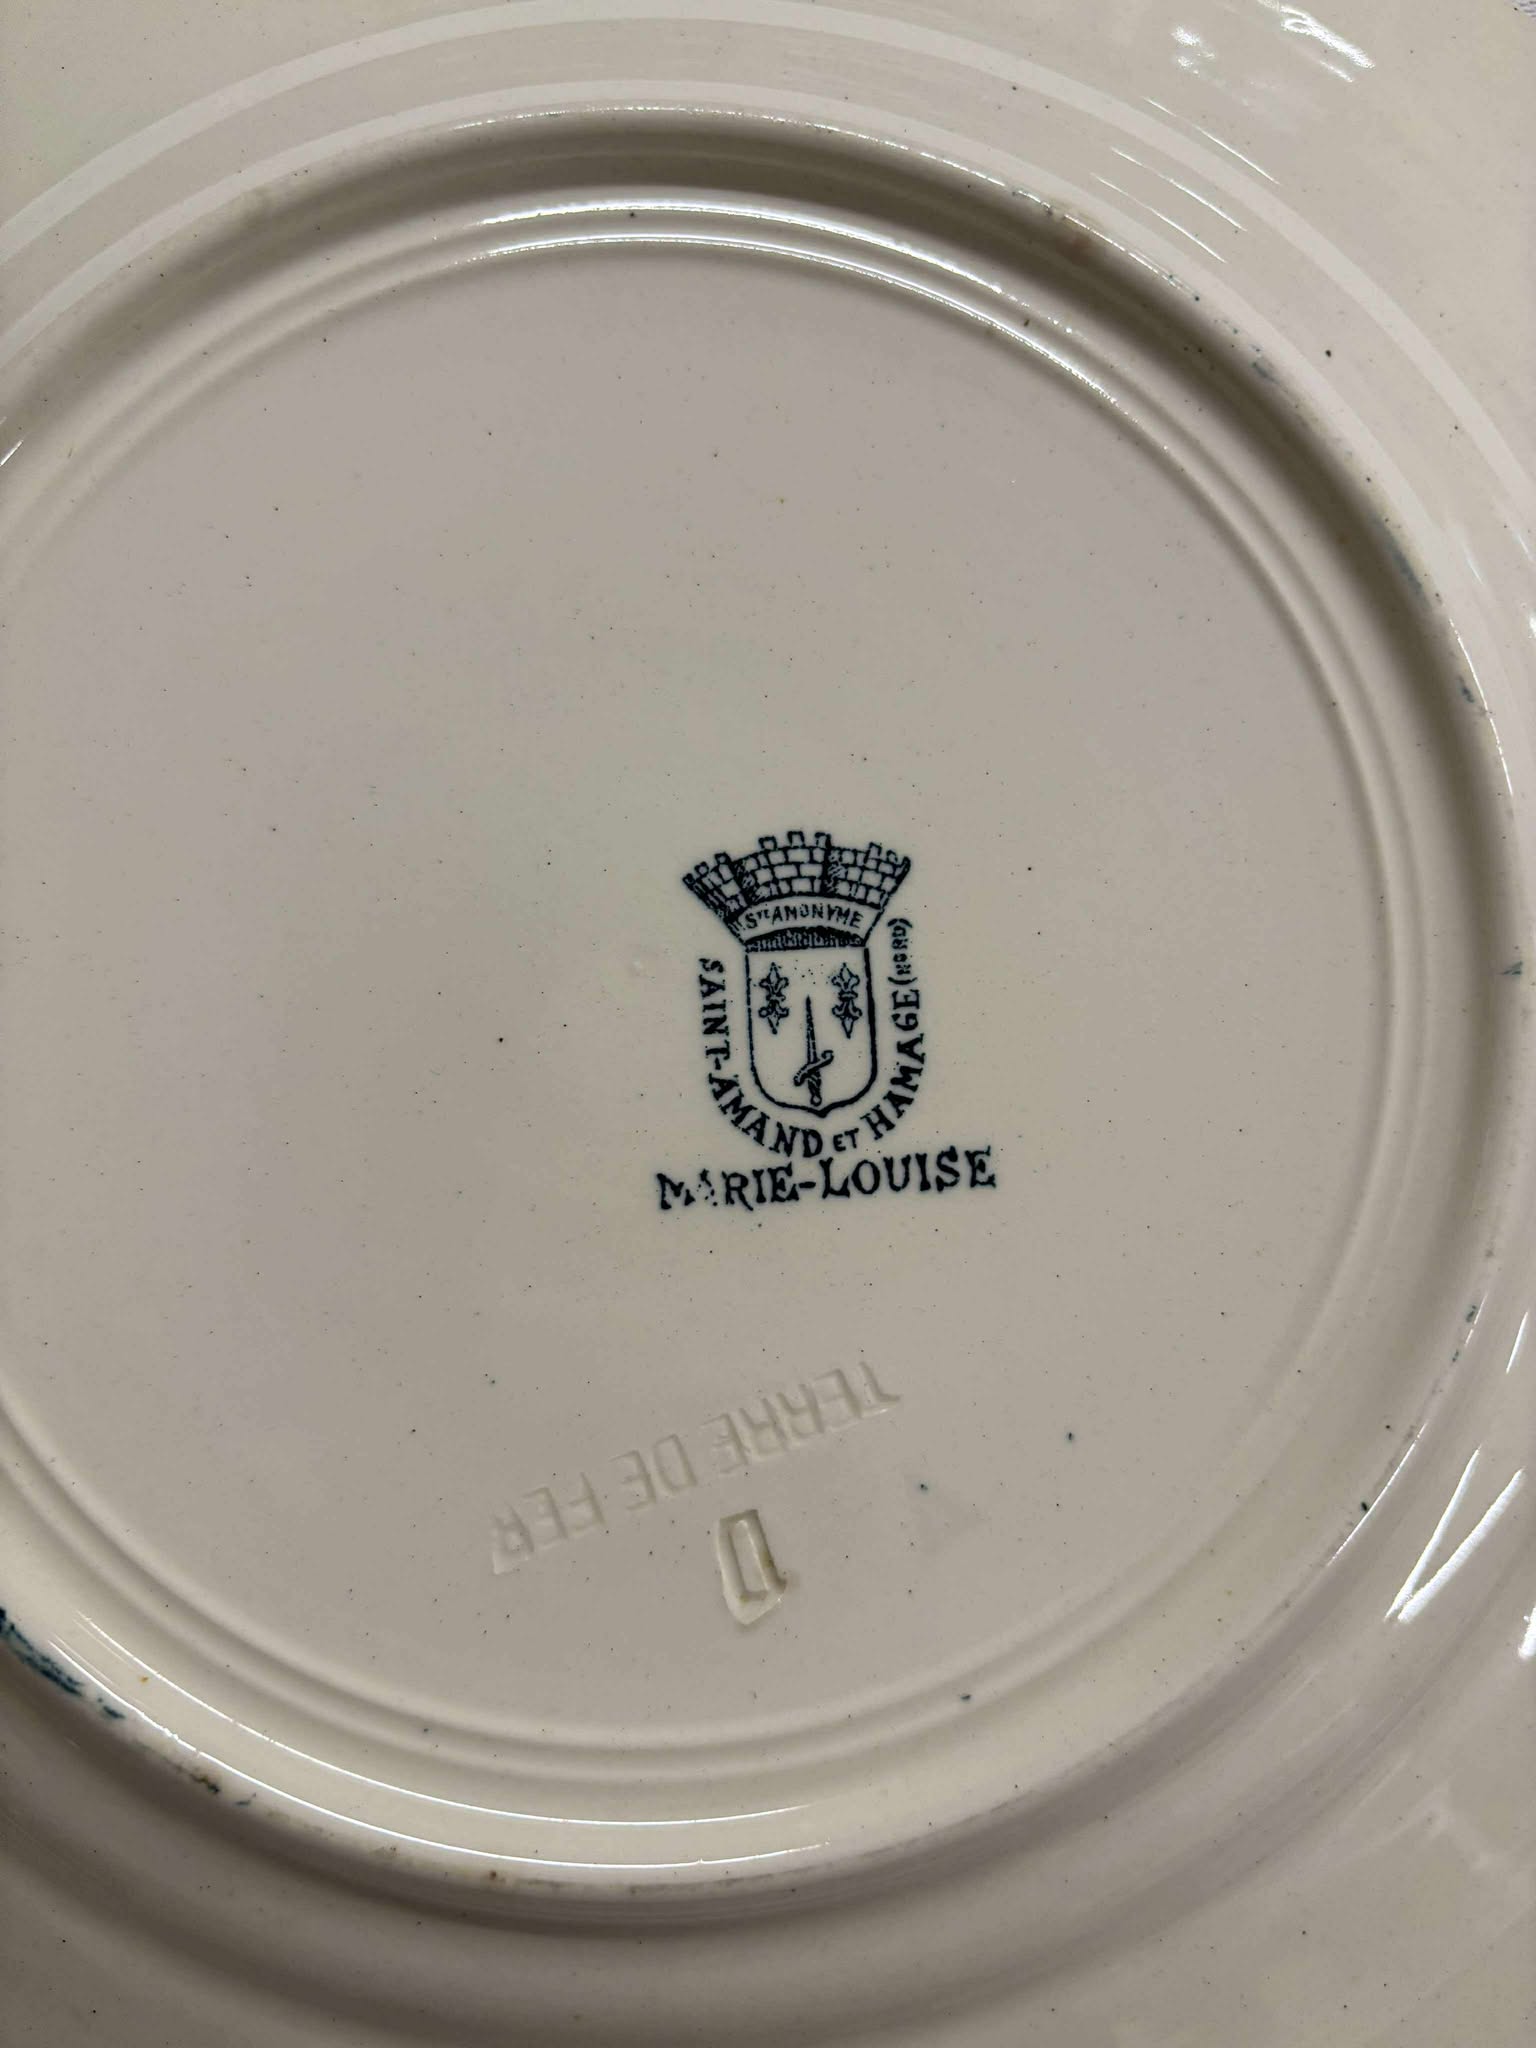 Sᵗᵉ ANONYME
SAINT-AMAND ET HAMAGE (NORD)
MARIE-LOUISE
TERRE DE FER
D